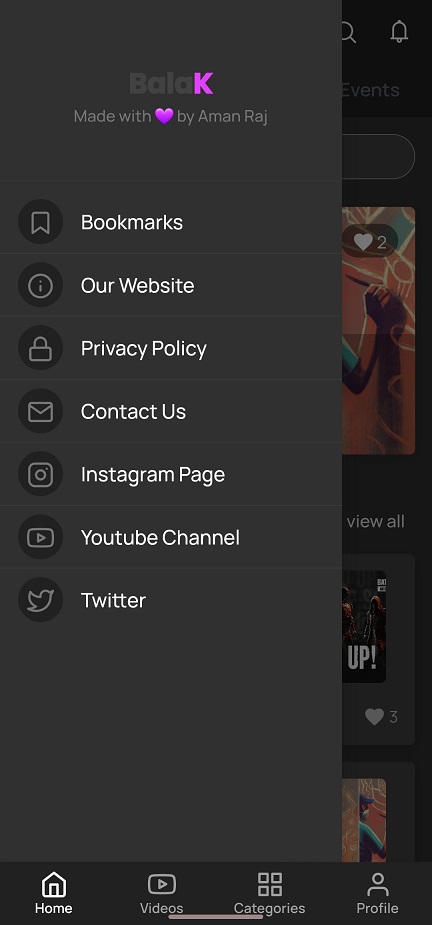 BalaK
Made with 💜 by Aman Raj
Events
2
Bookmarks
Our Website
Privacy Policy
Contact Us
Instagram Page
Youtube Channel
view all
Twitter
UP!
3
Home
Videos
Categories
Profile